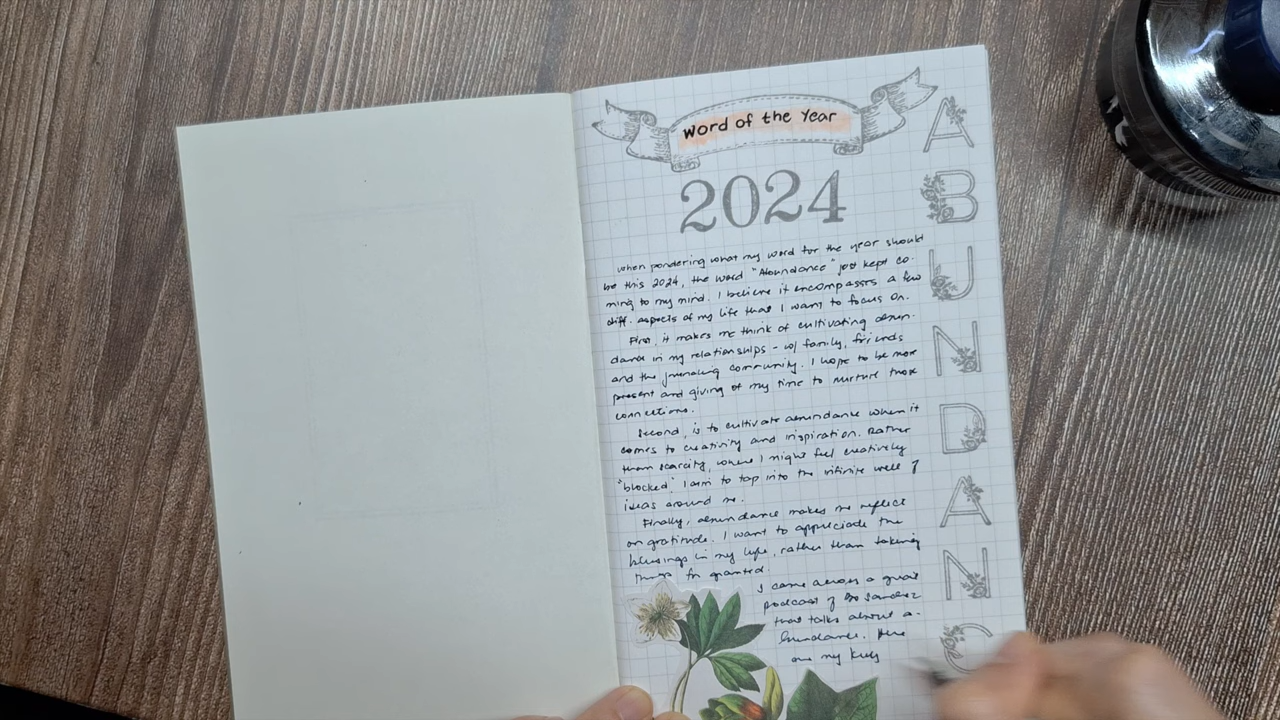 Word of the Year
2024
when pondering what my word for the year should
be this 2024, the word "Abundance" just kept co-
ming to my mind. I believe it encompasses a few
diff. aspects of my life that I want to focus on.
First, it makes me think of cultivating abun-
dance in my relationships - w/ family, friends
and the journaling community. I hope to be more
present and giving of my time to nurture those
connections.
Second, is to cultivate abundance when it
comes to creativity and inspiration. Rather
than scarcity, where I might feel creatively
"blocked," I aim to tap into the infinite well of
ideas around me.
Finally, abundance makes me reflect
on gratitude. I want to appreciate the
blessings in my life, rather than taking
things for granted.
I came across a great
podcast of Bo Sanchez
that talks about a-
bundance. Here
are my key
A
B
U
N
D
A
N
C